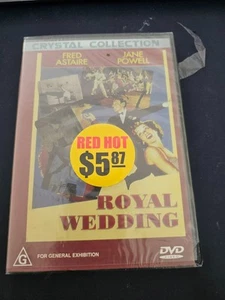 CRYSTAL COLLECTION
FRED ASTAIRE
JANE POWELL
RED HOT
$5.87
ROYAL
WEDDING
G
FOR GENERAL EXHIBITION
DVD